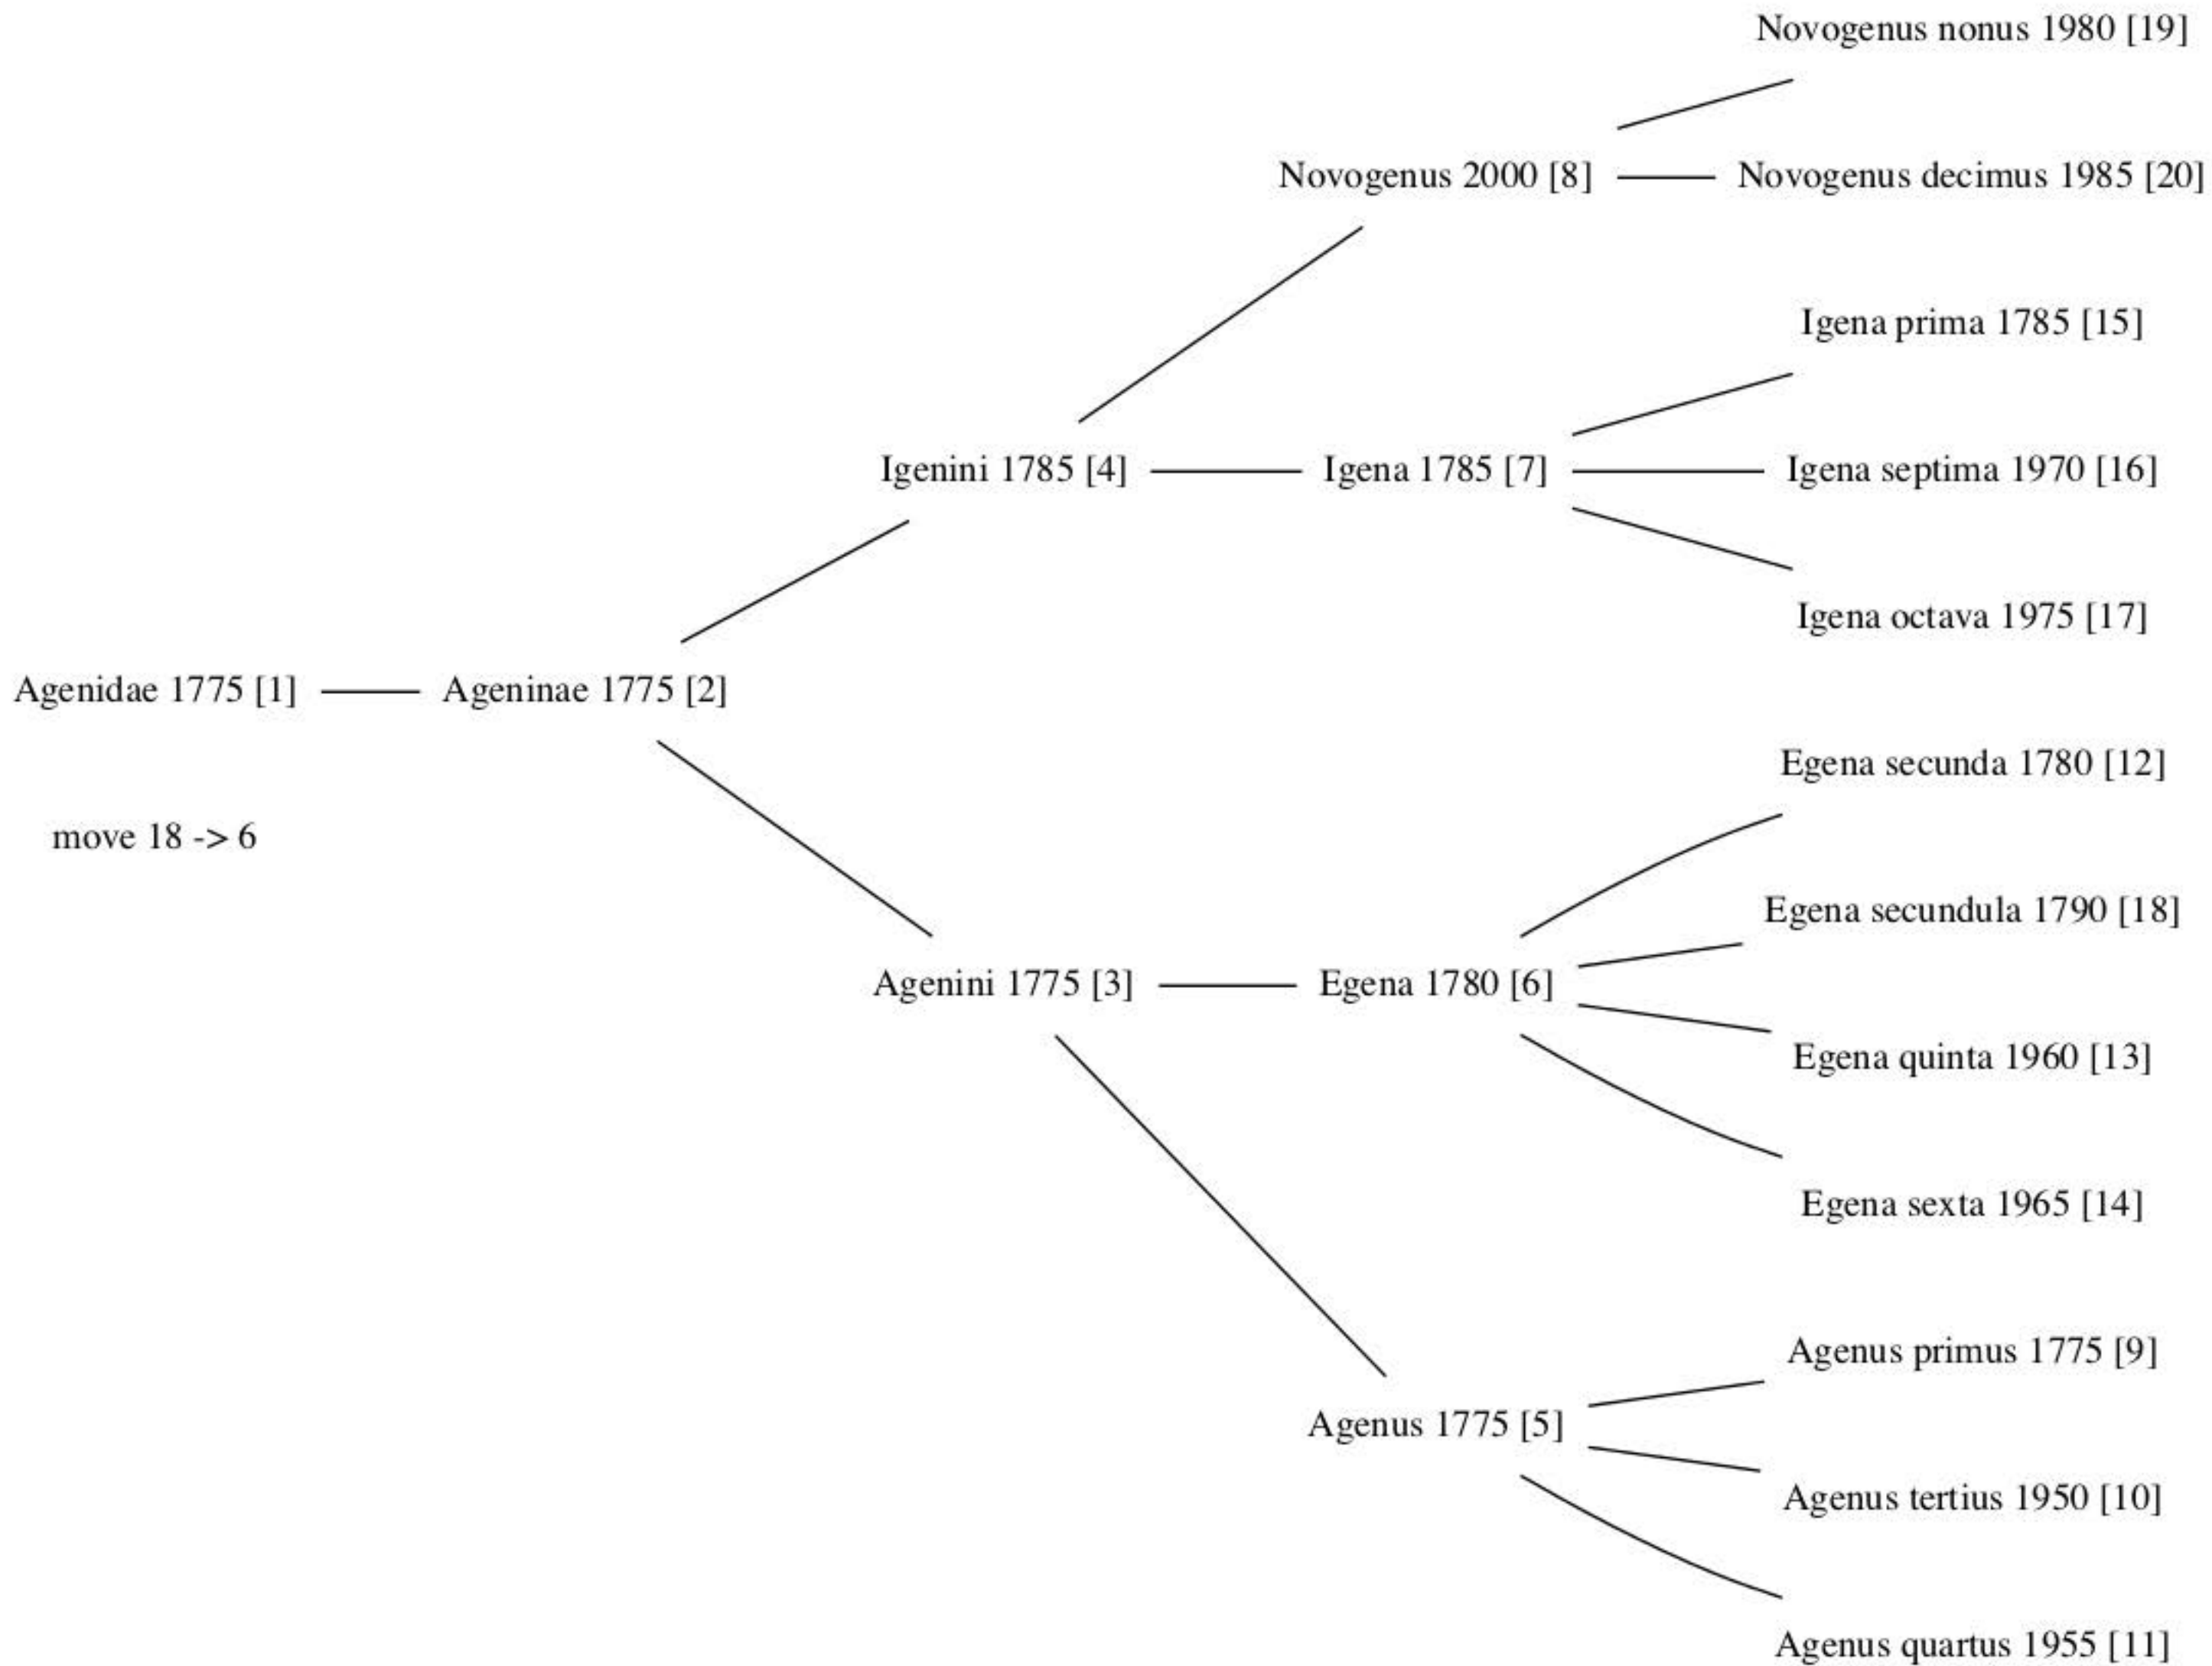 Novogenus nonus 1980 [19]
Novogenus 2000 [8]
Novogenus decimus 1985 [20]
Igena prima 1785 [15]
Igenini 1785 [4]
Igena 1785 [7]
Igena septima 1970 [16]
Igena octava 1975 [17]
Agenidae 1775 [1]
Ageninae 1775 [2]
Egena secunda 1780 [12]
move 18 -> 6
Egena secundula 1790 [18]
Agenini 1775 [3]
Egena 1780 [6]
Egena quinta 1960 [13]
Egena sexta 1965 [14]
Agenus primus 1775 [9]
Agenus 1775 [5]
Agenus tertius 1950 [10]
Agenus quartus 1955 [11]